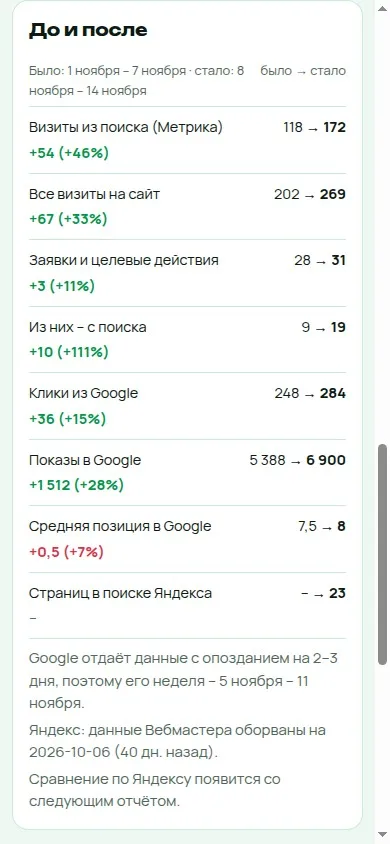 До и после
Было: 1 ноября – 7 ноября · стало: 8 ноября – 14 ноября
было → стало
Визиты из поиска (Метрика) 118 → 172
+54 (+46%)
Все визиты на сайт 202 → 269
+67 (+33%)
Заявки и целевые действия 28 → 31
+3 (+11%)
Из них – с поиска 9 → 19
+10 (+111%)
Клики из Google 248 → 284
+36 (+15%)
Показы в Google 5 388 → 6 900
+1 512 (+28%)
Средняя позиция в Google 7,5 → 8
+0,5 (+7%)
Страниц в поиске Яндекса – → 23
–
Google отдаёт данные с опозданием на 2–3
дня, поэтому его неделя – 5 ноября – 11
ноября.
Яндекс: данные Вебмастера оборваны на
2026-10-06 (40 дн. назад).
Сравнение по Яндексу появится со
следующим отчётом.